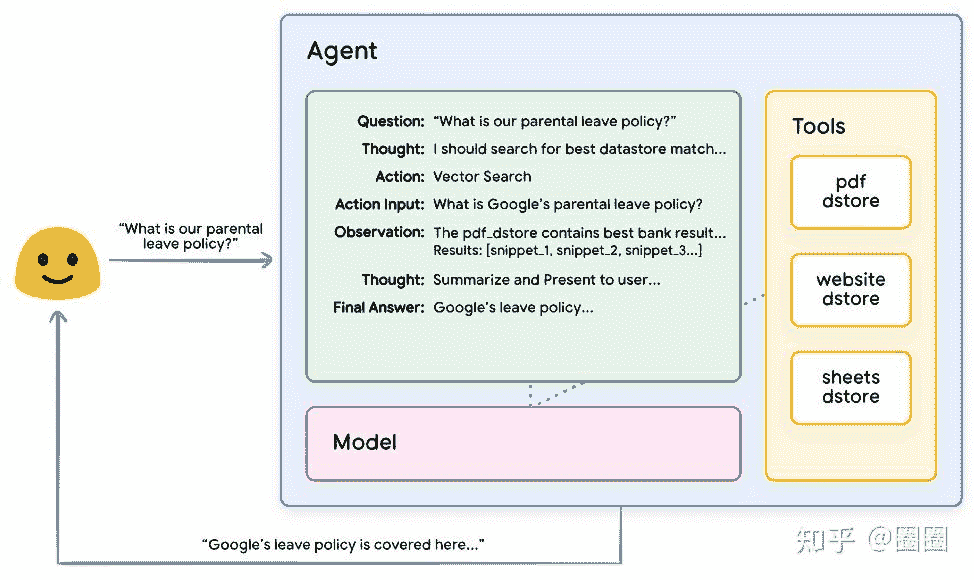 Agent
Question: “What is our parental leave policy?”
Thought: I should search for best datastore match...
Action: Vector Search
Action Input: What is Google’s parental leave policy?
Observation: The pdf_dstore contains best bank result...
Results: [snippet_1, snippet_2, snippet_3...]
Thought: Summarize and Present to user...
Final Answer: Google’s leave policy...
Tools
pdf
dstore
website
dstore
sheets
dstore
“What is our parental
leave policy?”
Model
“Google’s leave policy is covered here...”
知乎 @圈圈